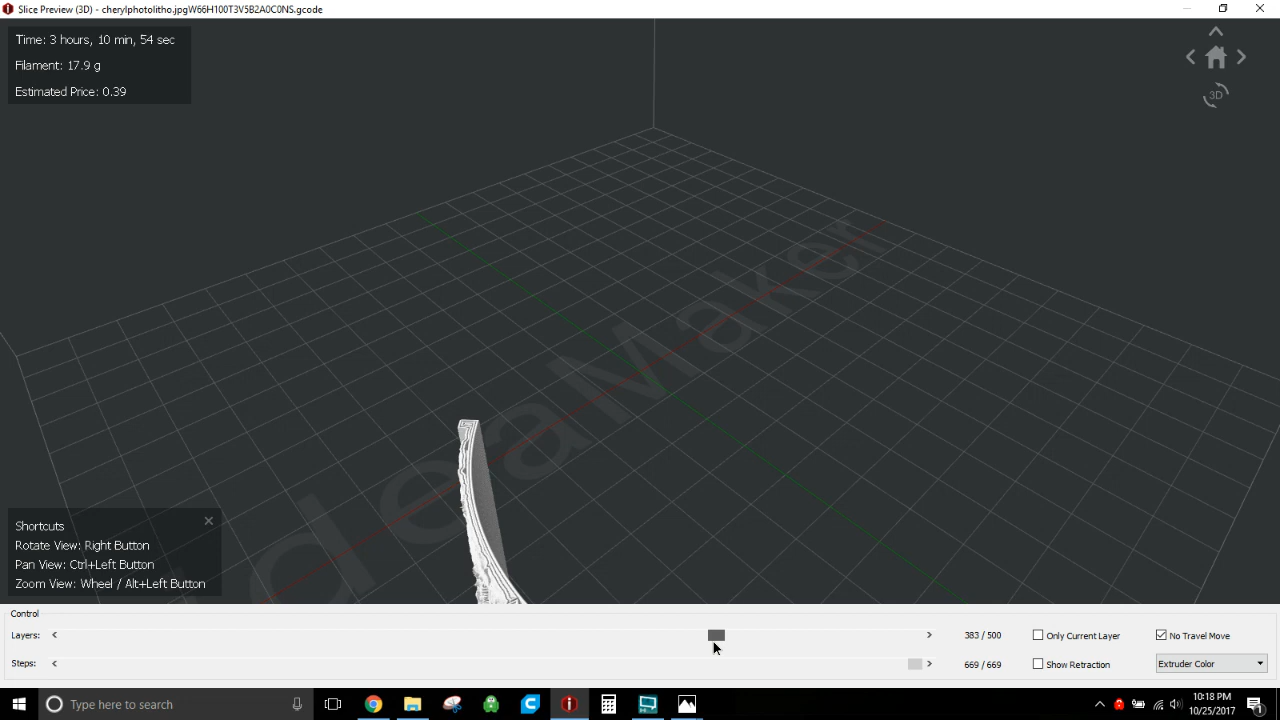 Slice Preview (3D) - cherylphotolitho.jpgW66H100T3V5B2A0C0NS.gcode
Time: 3 hours, 10 min, 54 sec
Filament: 17.9 g
Estimated Price: 0.39
3D
IdeaMaker
Shortcuts
Rotate View: Right Button
Pan View: Ctrl+Left Button
Zoom View: Wheel / Alt+Left Button
Control
Layers: 383 / 500 Only Current Layer No Travel Move
Steps: 669 / 669 Show Retraction Extruder Color
Type here to search
10:18 PM
10/25/2017
1